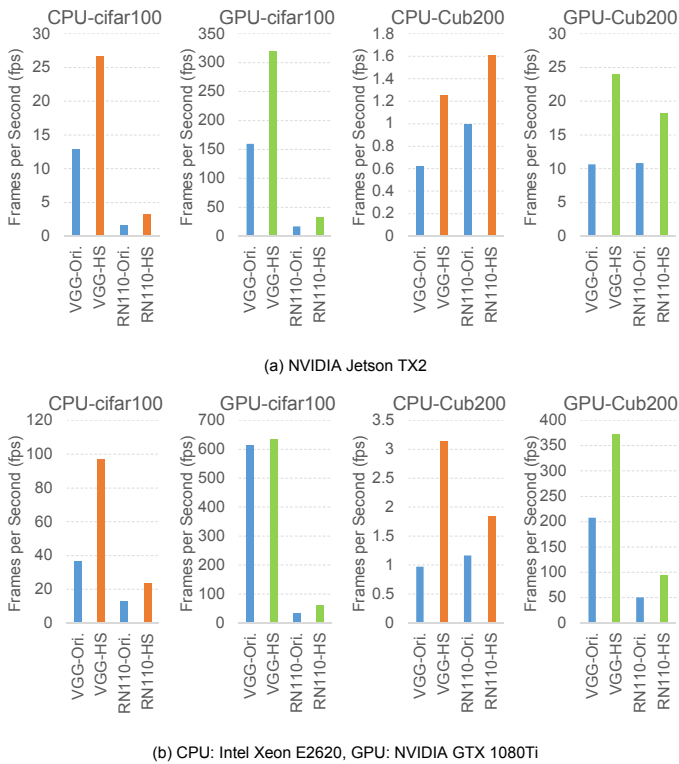 CPU-cifar100
Frames per Second (fps)
30
25
20
15
10
5
0
VGG-Ori.
VGG-HS
RN110-Ori.
RN110-HS
GPU-cifar100
Frames per Second (fps)
350
300
250
200
150
100
50
0
VGG-Ori.
VGG-HS
RN110-Ori.
RN110-HS
CPU-Cub200
Frames per Second (fps)
1.8
1.6
1.4
1.2
1
0.8
0.6
0.4
0.2
0
VGG-Ori.
VGG-HS
RN110-Ori.
RN110-HS
GPU-Cub200
Frames per Second (fps)
30
25
20
15
10
5
0
VGG-Ori.
VGG-HS
RN110-Ori.
RN110-HS
(a) NVIDIA Jetson TX2
CPU-cifar100
Frames per Second (fps)
120
100
80
60
40
20
0
VGG-Ori.
VGG-HS
RN110-Ori.
RN110-HS
GPU-cifar100
Frames per Second (fps)
700
600
500
400
300
200
100
0
VGG-Ori.
VGG-HS
RN110-Ori.
RN110-HS
CPU-Cub200
Frames per Second (fps)
3.5
3
2.5
2
1.5
1
0.5
0
VGG-Ori.
VGG-HS
RN110-Ori.
RN110-HS
GPU-Cub200
Frames per Second (fps)
400
350
300
250
200
150
100
50
0
VGG-Ori.
VGG-HS
RN110-Ori.
RN110-HS
(b) CPU: Intel Xeon E2620, GPU: NVIDIA GTX 1080Ti